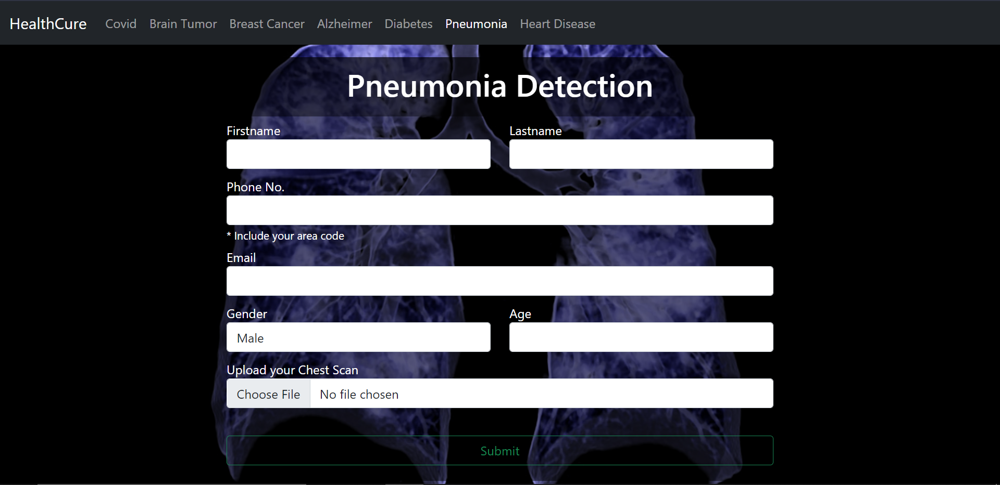 HealthCure Covid Brain Tumor Breast Cancer Alzheimer Diabetes Pneumonia Heart Disease
Pneumonia Detection
Firstname Lastname
Phone No.
* Include your area code
Email
Gender Age
Male
Upload your Chest Scan
Choose File No file chosen
Submit